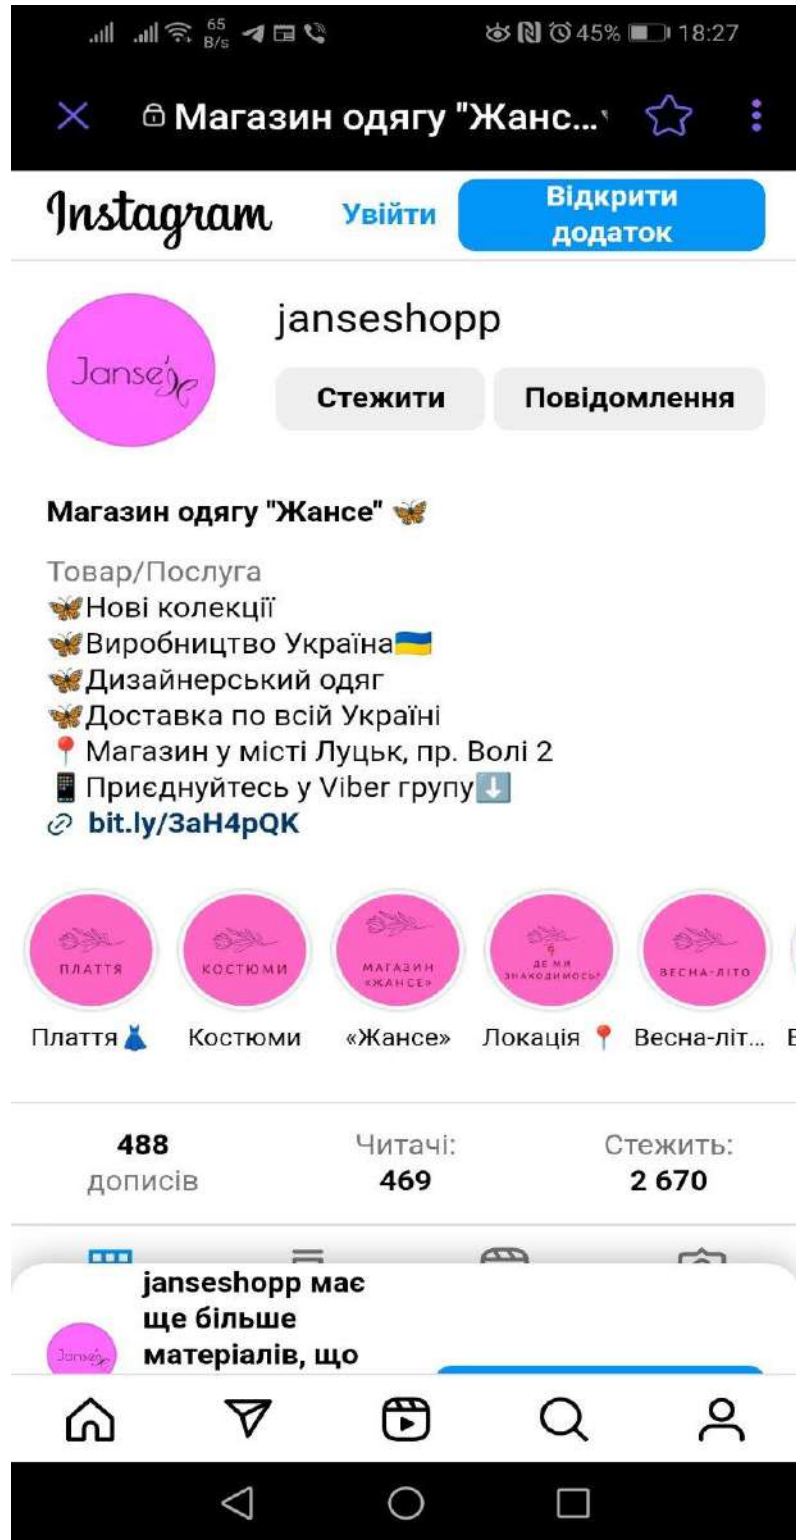 65
B/s
45% 18:27
Магазин одягу "Жанс...
Instagram
Увійти
Відкрити
додаток
janseshopp
Janse
Стежити
Повідомлення
Магазин одягу "Жансе" 🦋
Товар/Послуга
🦋Нові колекції
🦋Виробництво Україна🇺🇦
🦋Дизайнерський одяг
🦋Доставка по всій Україні
📍Магазин у місті Луцьк, пр. Волі 2
📱Приєднуйтесь у Viber групу⬇️
bit.ly/3aH4pQK
ПЛАТТЯ
КОСТЮМИ
МАГАЗИН
«ЖАНСЕ»
ДЕ МИ
ЗНАХОДИМОСЬ?
ВЕСНА-ЛІТО
Плаття👗
Костюми
«Жансе»
Локація 📍
Весна-літ...
488
дописів
Читачі:
469
Стежить:
2 670
janseshopp має
ще більше
матеріалів, що
Janse